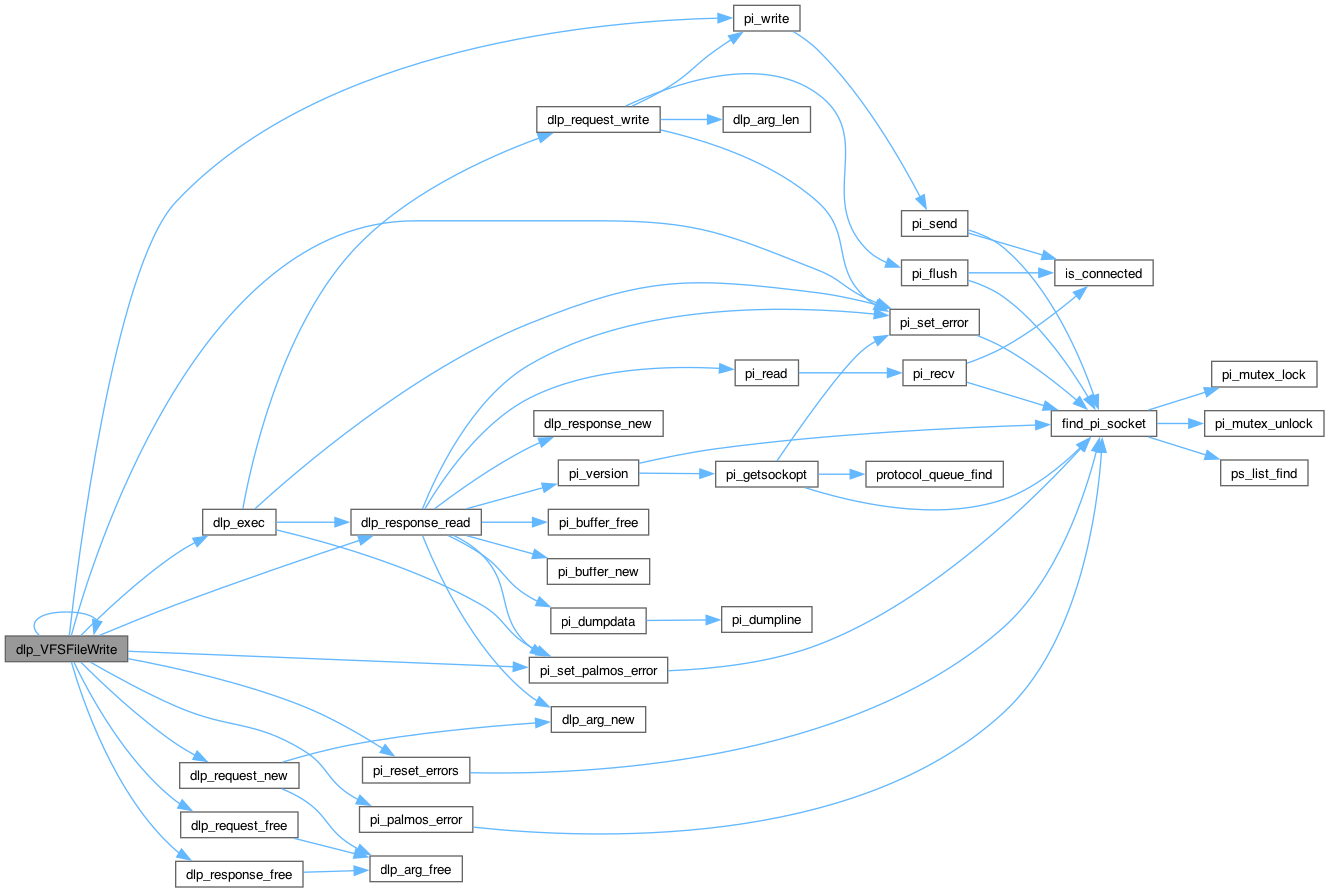 pi_write
dlp_request_write
dlp_arg_len
pi_send
pi_flush
is_connected
pi_set_error
pi_read
pi_recv
pi_mutex_lock
dlp_response_new
find_pi_socket
pi_mutex_unlock
pi_version
pi_getsockopt
protocol_queue_find
ps_list_find
dlp_exec
dlp_response_read
pi_buffer_free
pi_buffer_new
pi_dumpdata
pi_dumpline
dlp_VFSFileWrite
pi_set_palmos_error
dlp_arg_new
dlp_request_new
pi_reset_errors
dlp_request_free
pi_palmos_error
dlp_response_free
dlp_arg_free